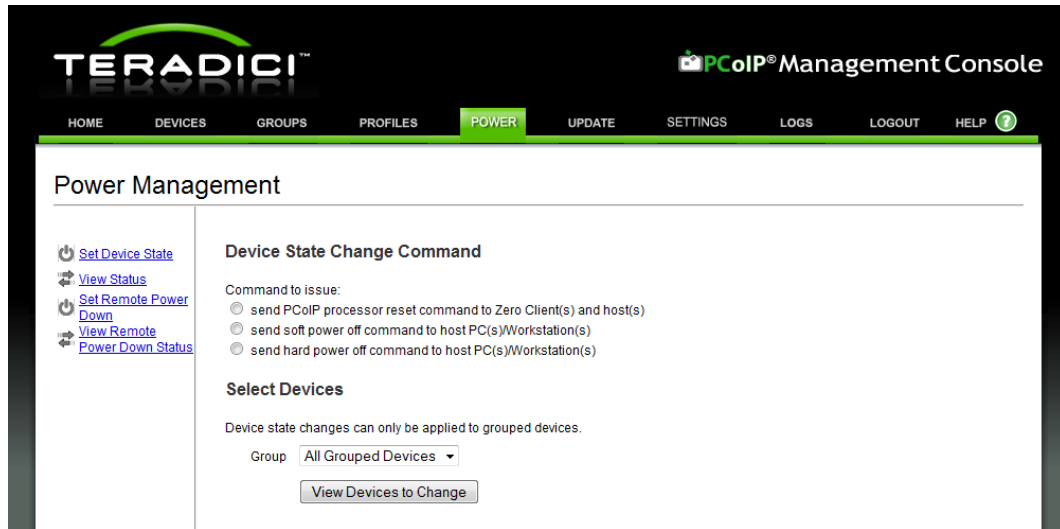 TERADICI™
PCoIP® Management Console
HOME DEVICES GROUPS PROFILES POWER UPDATE SETTINGS LOGS LOGOUT HELP ?
Power Management
Set Device State
View Status
Set Remote Power
Down
View Remote
Power Down Status
Device State Change Command
Command to issue:
send PCoIP processor reset command to Zero Client(s) and host(s)
send soft power off command to host PC(s)/Workstation(s)
send hard power off command to host PC(s)/Workstation(s)
Select Devices
Device state changes can only be applied to grouped devices.
Group All Grouped Devices
View Devices to Change